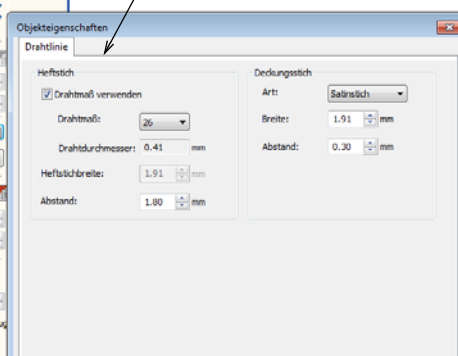 Objekteigenschaften
Drahtlinie
Heftstich
Drahtmaß verwenden
Drahtmaß: 26
Drahtdurchmesser: 0.41 mm
Heftstichbreite: 1.91 mm
Abstand: 1.80 mm
Deckungsstich
Art: Satinstich
Breite: 1.91 mm
Abstand: 0.30 mm